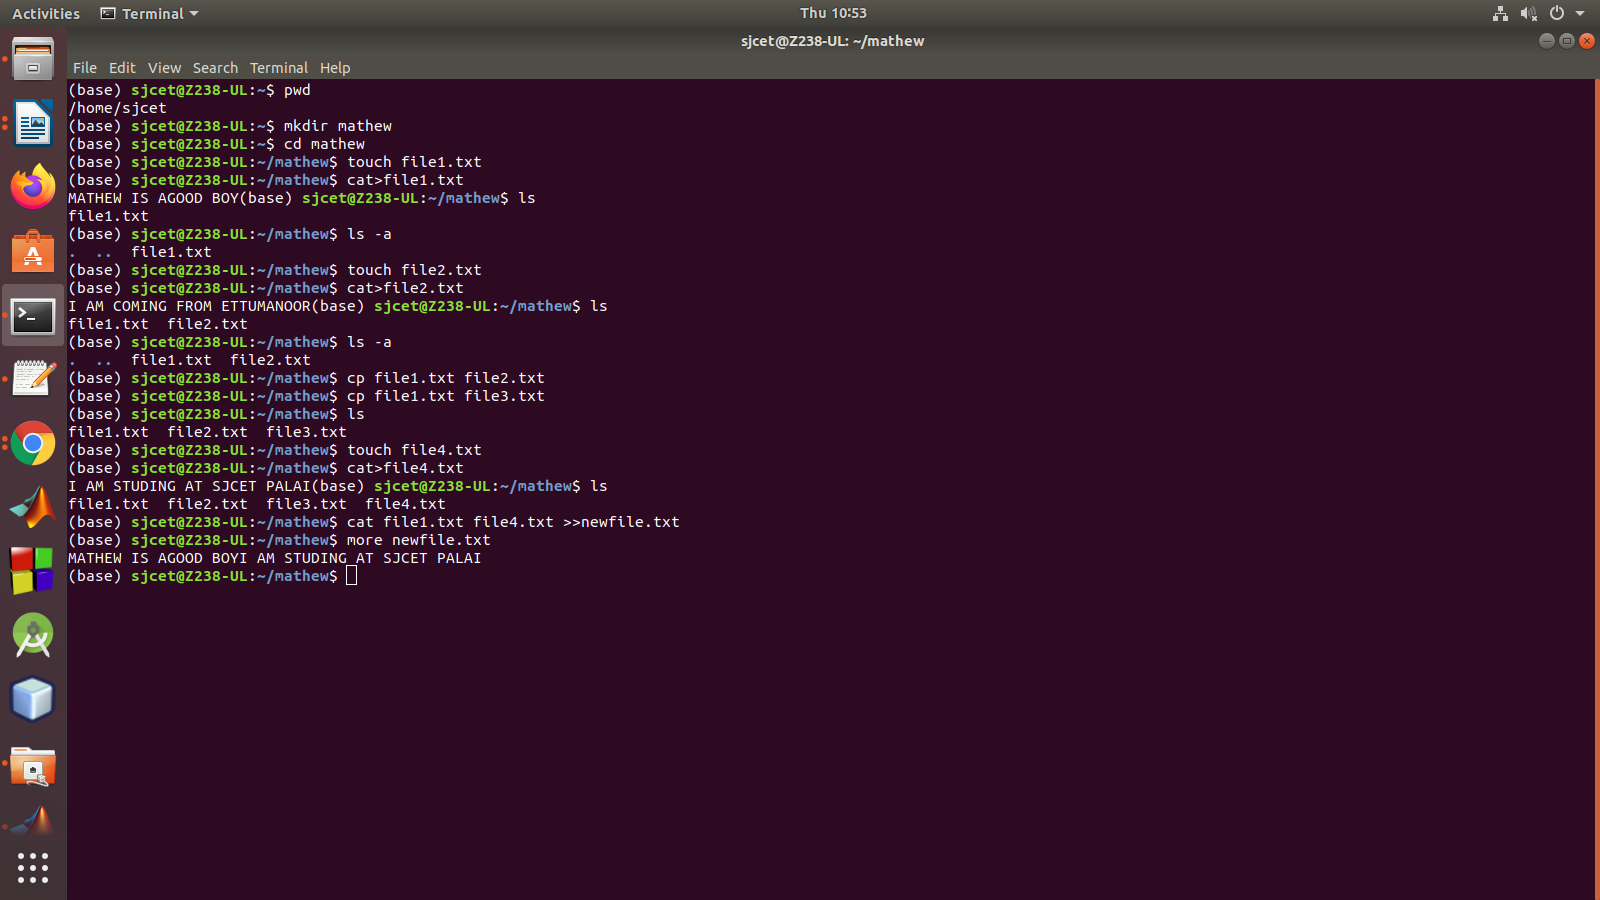 Activities Terminal Thu 10:53
sjcet@Z238-UL: ~/mathew
File Edit View Search Terminal Help
(base) sjcet@Z238-UL:~$ pwd
/home/sjcet
(base) sjcet@Z238-UL:~$ mkdir mathew
(base) sjcet@Z238-UL:~$ cd mathew
(base) sjcet@Z238-UL:~/mathew$ touch file1.txt
(base) sjcet@Z238-UL:~/mathew$ cat>file1.txt
MATHEW IS AGOOD BOY(base) sjcet@Z238-UL:~/mathew$ ls
file1.txt
(base) sjcet@Z238-UL:~/mathew$ ls -a
.  ..  file1.txt
(base) sjcet@Z238-UL:~/mathew$ touch file2.txt
(base) sjcet@Z238-UL:~/mathew$ cat>file2.txt
I AM COMING FROM ETTUMANOOR(base) sjcet@Z238-UL:~/mathew$ ls
file1.txt  file2.txt
(base) sjcet@Z238-UL:~/mathew$ ls -a
.  ..  file1.txt  file2.txt
(base) sjcet@Z238-UL:~/mathew$ cp file1.txt file2.txt
(base) sjcet@Z238-UL:~/mathew$ cp file1.txt file3.txt
(base) sjcet@Z238-UL:~/mathew$ ls
file1.txt  file2.txt  file3.txt
(base) sjcet@Z238-UL:~/mathew$ touch file4.txt
(base) sjcet@Z238-UL:~/mathew$ cat>file4.txt
I AM STUDING AT SJCET PALAI(base) sjcet@Z238-UL:~/mathew$ ls
file1.txt  file2.txt  file3.txt  file4.txt
(base) sjcet@Z238-UL:~/mathew$ cat file1.txt file4.txt >>newfile.txt
(base) sjcet@Z238-UL:~/mathew$ more newfile.txt
MATHEW IS AGOOD BOYI AM STUDING AT SJCET PALAI
(base) sjcet@Z238-UL:~/mathew$